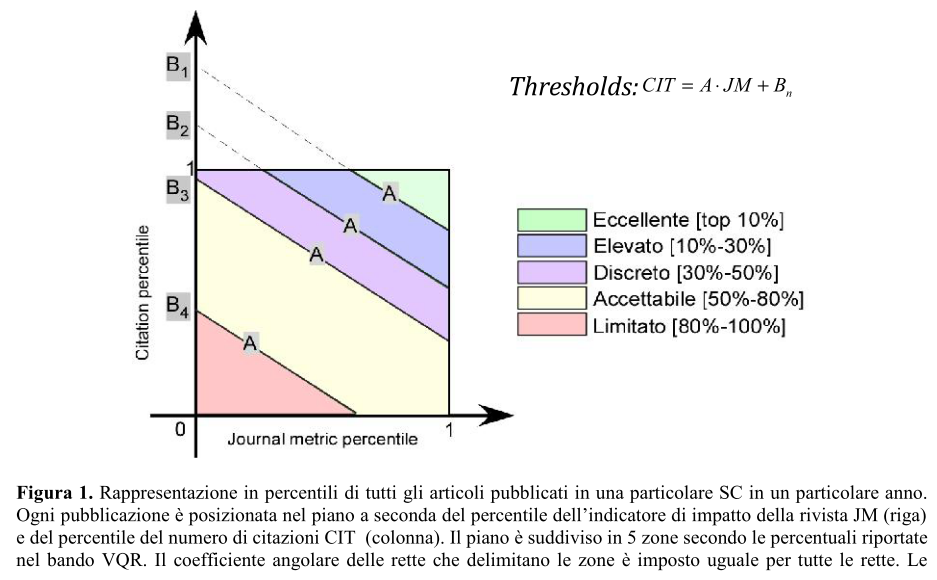 B1
Thresholds: CIT = A · JM + Bn
B2
1
B3
A
A
A
Citation percentile
B4
A
Eccellente [top 10%]
Elevato [10%-30%]
Discreto [30%-50%]
Accettabile [50%-80%]
Limitato [80%-100%]
0
Journal metric percentile
1
Figura 1. Rappresentazione in percentili di tutti gli articoli pubblicati in una particolare SC in un particolare anno.
Ogni pubblicazione è posizionata nel piano a seconda del percentile dell'indicatore di impatto della rivista JM (riga)
e del percentile del numero di citazioni CIT (colonna). Il piano è suddiviso in 5 zone secondo le percentuali riportate
nel bando VQR. Il coefficiente angolare delle rette che delimitano le zone è imposto uguale per tutte le rette. Le